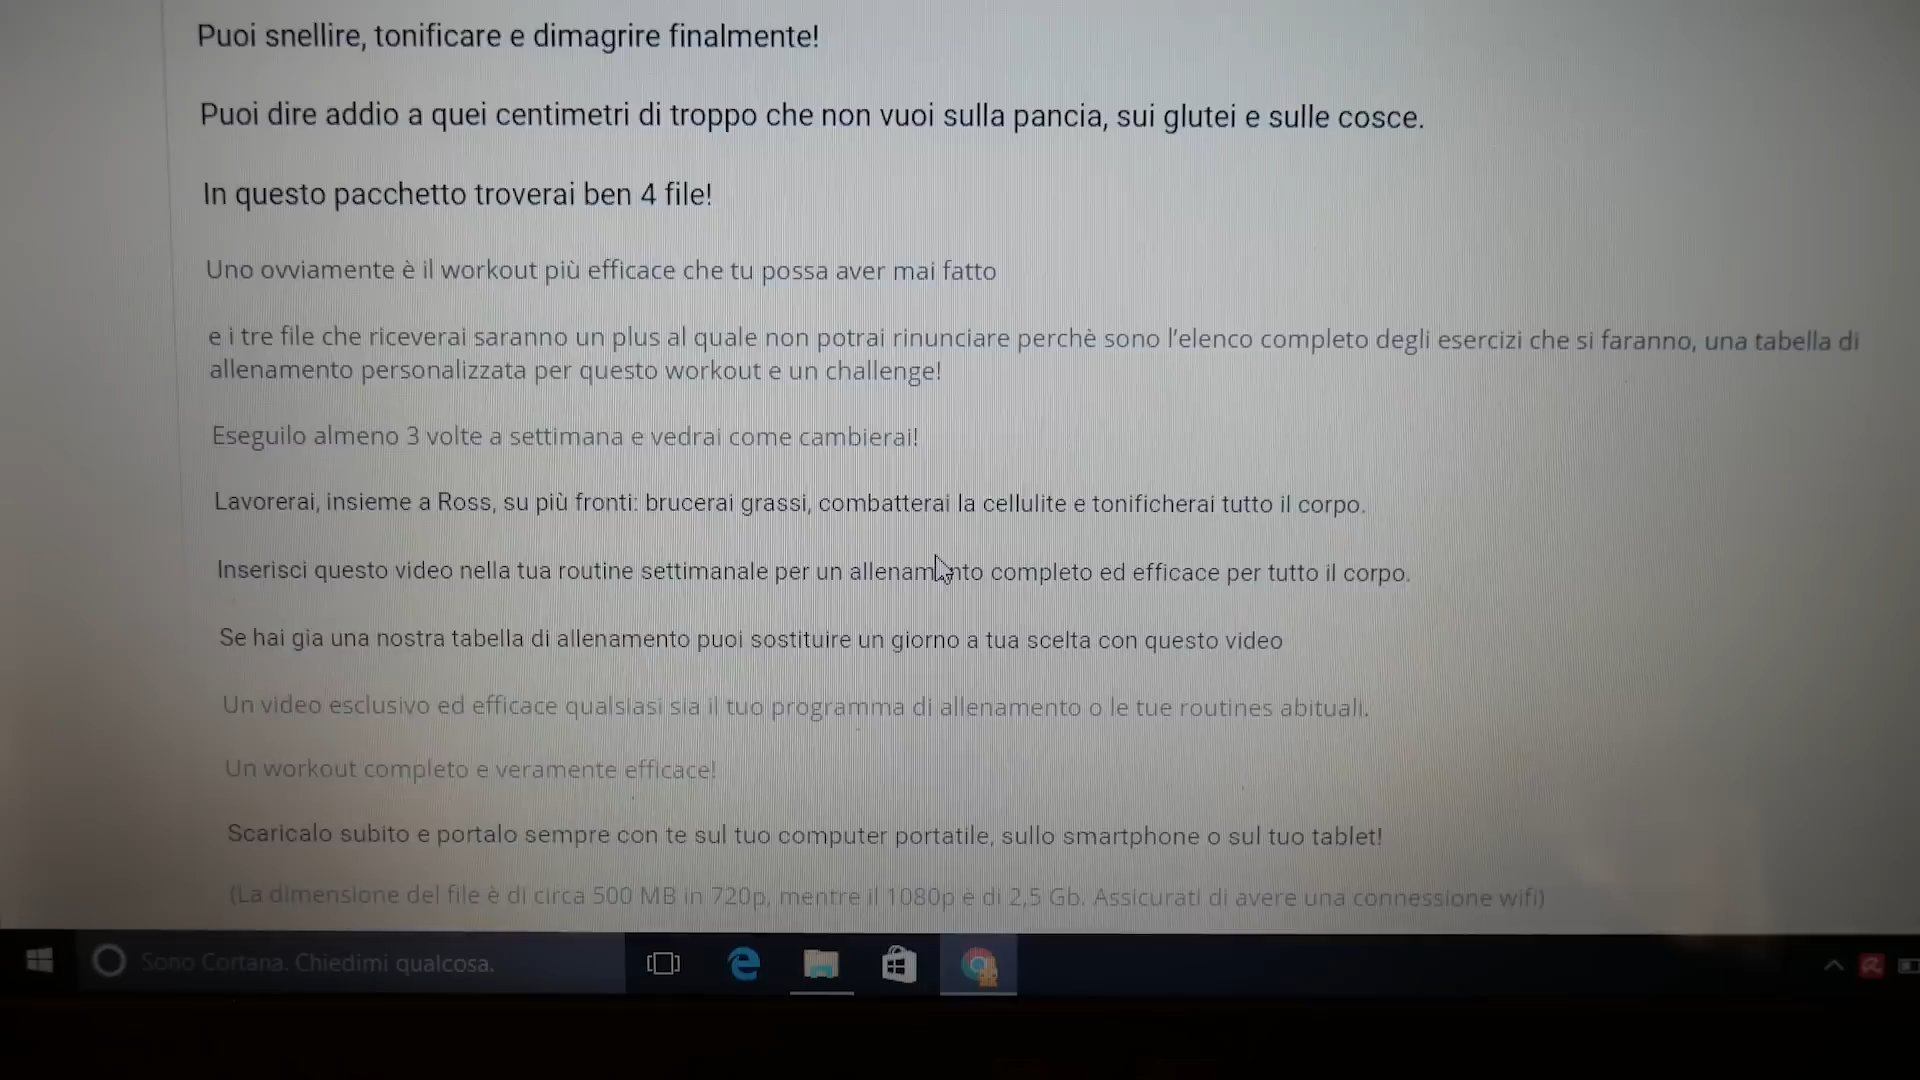 Puoi snellire, tonificare e dimagrire finalmente!
Puoi dire addio a quei centimetri di troppo che non vuoi sulla pancia, sui glutei e sulle cosce.
In questo pacchetto troverai ben 4 file!
Uno ovviamente è il workout più efficace che tu possa aver mai fatto
e i tre file che riceverai saranno un plus al quale non potrai rinunciare perchè sono l'elenco completo degli esercizi che si faranno, una tabella di
allenamento personalizzata per questo workout e un challenge!
Eseguilo almeno 3 volte a settimana e vedrai come cambierai!
Lavorerai, insieme a Ross, su più fronti: brucerai grassi, combatterai la cellulite e tonificherai tutto il corpo.
Inserisci questo video nella tua routine settimanale per un allenamento completo ed efficace per tutto il corpo.
Se hai gia una nostra tabella di allenamento puoi sostituire un giorno a tua scelta con questo video
Un video esclusivo ed efficace qualsiasi sia il tuo programma di allenamento o le tue routines abituali.
Un workout completo e veramente efficace!
Scaricalo subito e portalo sempre con te sul tuo computer portatile, sullo smartphone o sul tuo tablet!
(La dimensione del file è di circa 500 MB in 720p, mentre il 1080p è di 2,5 Gb. Assicurati di avere una connessione wifi)
Sono Cortana. Chiedimi qualcosa.